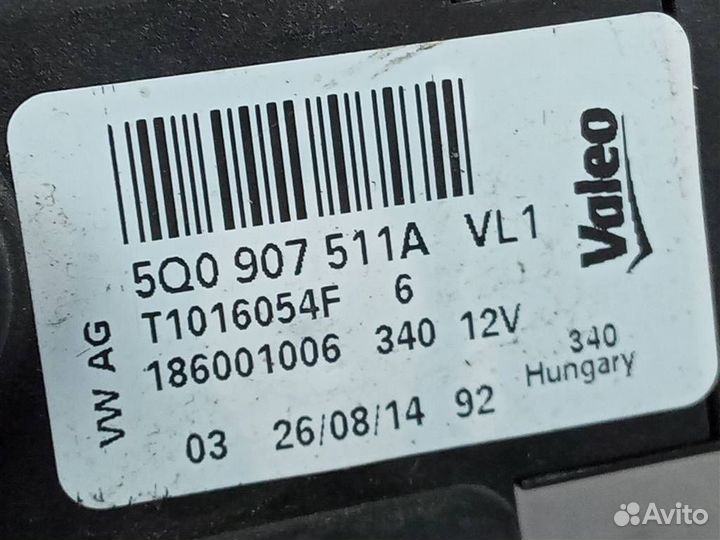 5Q0 907 511A VL1
T1016054F 6
186001006 340 12V
03 26/08/14 92
VW AG
Valeo
340
Hungary
Avito